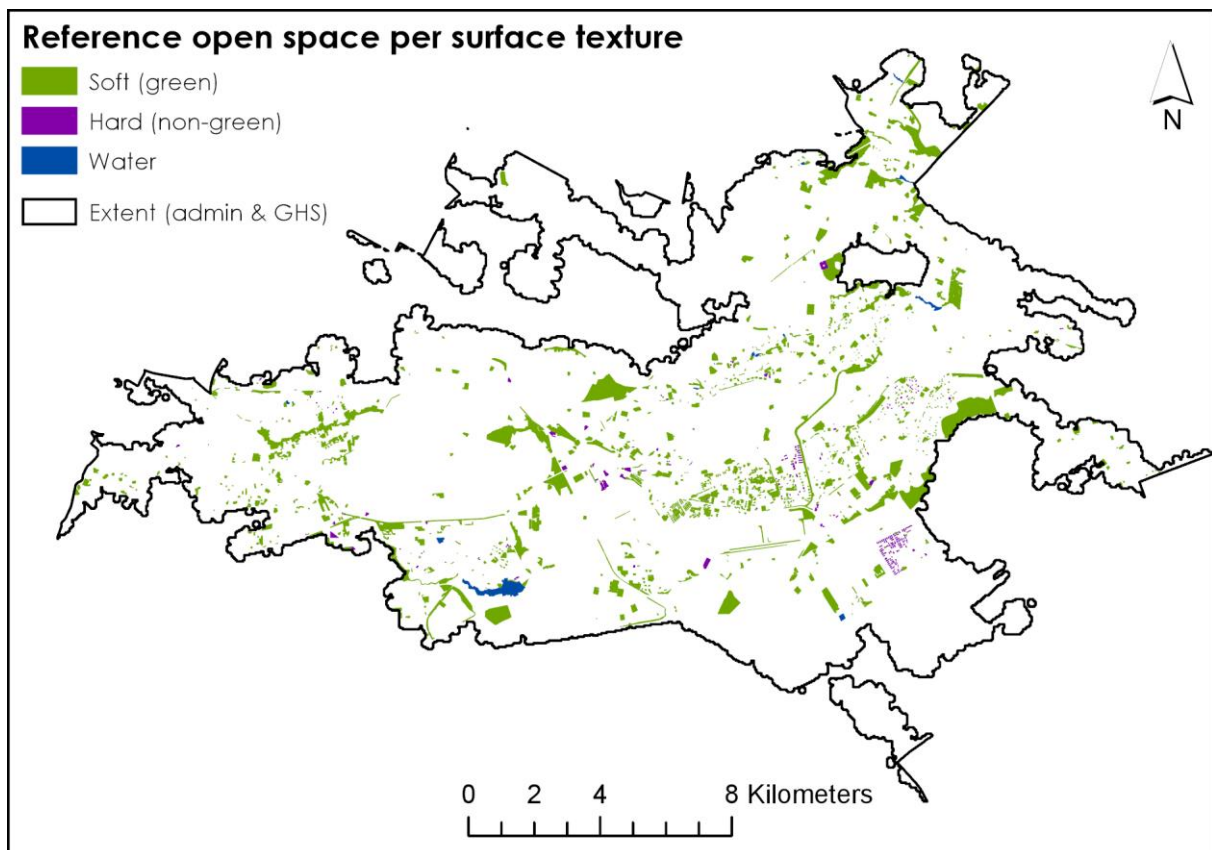 Reference open space per surface texture
Soft (green)
Hard (non-green)
Water
Extent (admin & GHS)
N
0 2 4 8 Kilometers